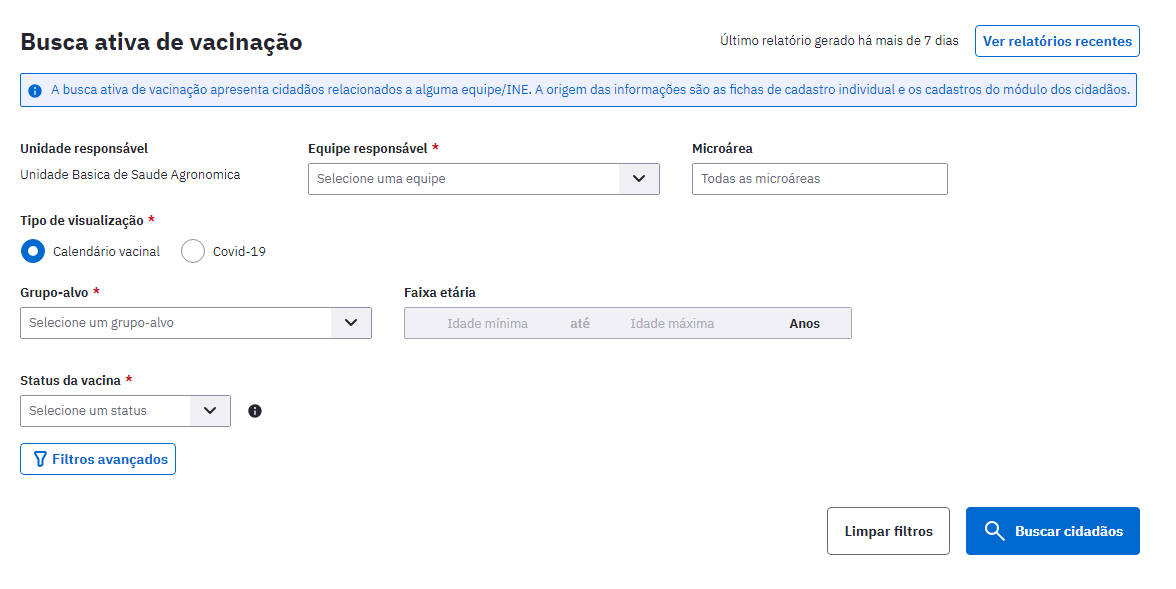 Busca ativa de vacinação
Último relatório gerado há mais de 7 dias
Ver relatórios recentes
A busca ativa de vacinação apresenta cidadãos relacionados a alguma equipe/INE. A origem das informações são as fichas de cadastro individual e os cadastros do módulo dos cidadãos.
Unidade responsável
Unidade Basica de Saude Agronomica
Equipe responsável *
Selecione uma equipe
Microárea
Todas as microáreas
Tipo de visualização *
Calendário vacinal
Covid-19
Grupo-alvo *
Selecione um grupo-alvo
Faixa etária
Idade mínima até Idade máxima Anos
Status da vacina *
Selecione um status
Filtros avançados
Limpar filtros
Buscar cidadãos